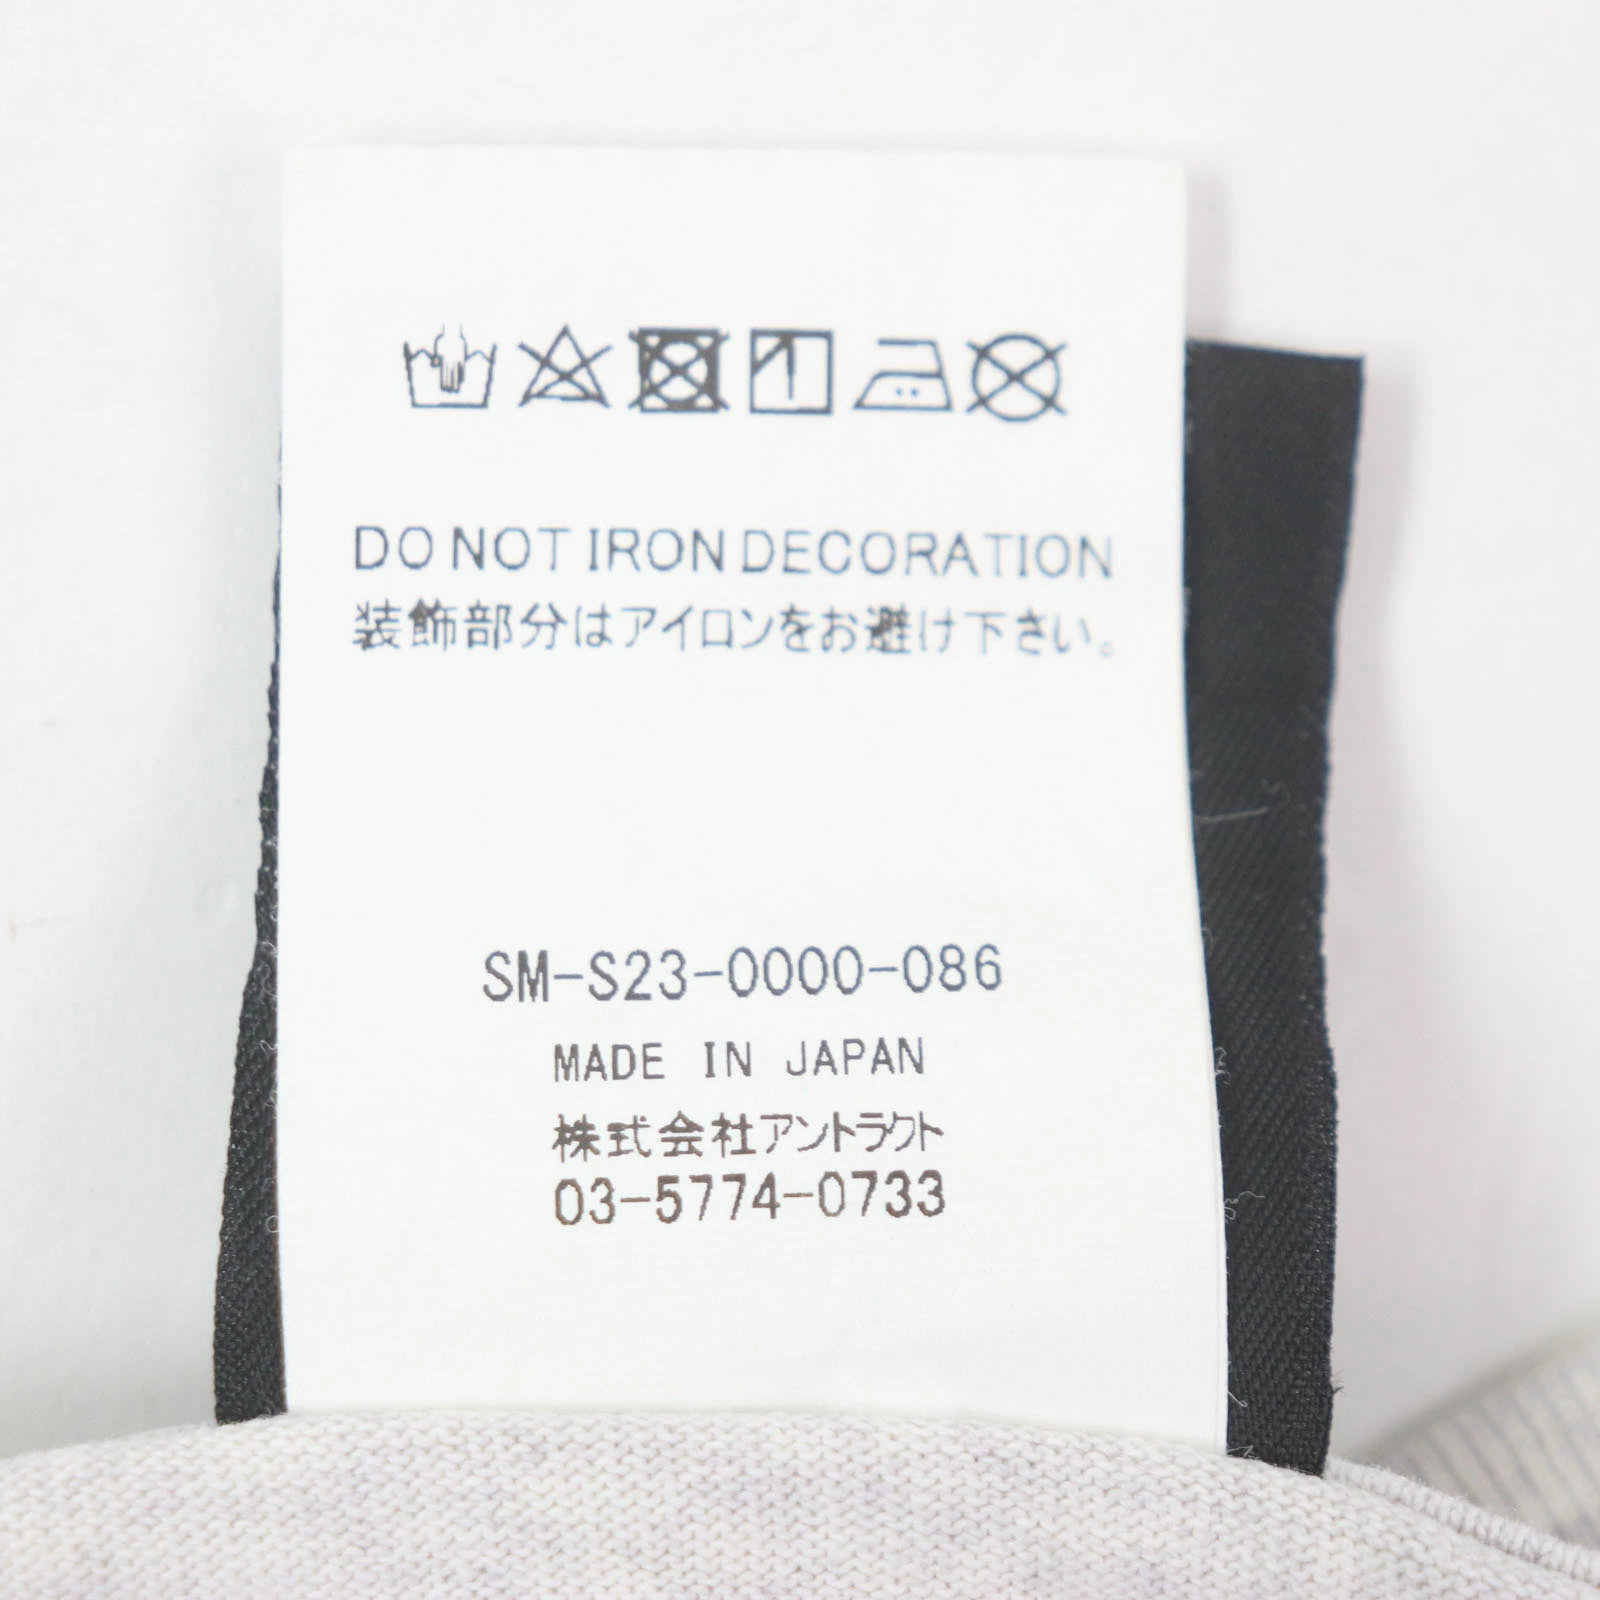 DO NOT IRON DECORATION
装飾部分はアイロンをお避け下さい。
SM-S23-0000-086
MADE IN JAPAN
株式会社アントラクト
03-5774-0733